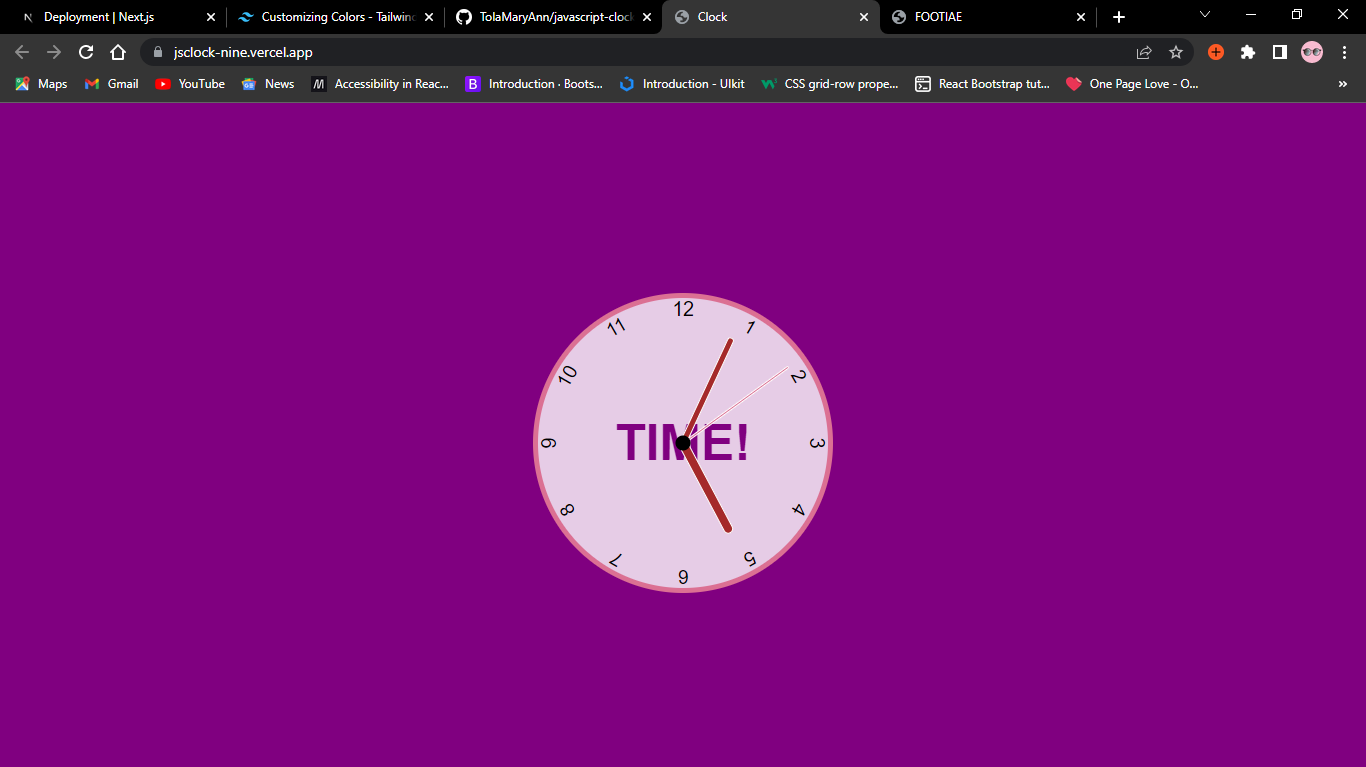 Deployment | Next.js
Customizing Colors - Tailwin
TolaMaryAnn/javascript-clock
Clock
FOOTIAE
jsclock-nine.vercel.app
Maps
Gmail
YouTube
News
Accessibility in Reac...
B
Introduction · Boots...
Introduction - UIkit
CSS grid-row prope...
React Bootstrap tut...
One Page Love - O...
»
12
1
2
3
4
5
6
7
8
9
10
11
TIME!